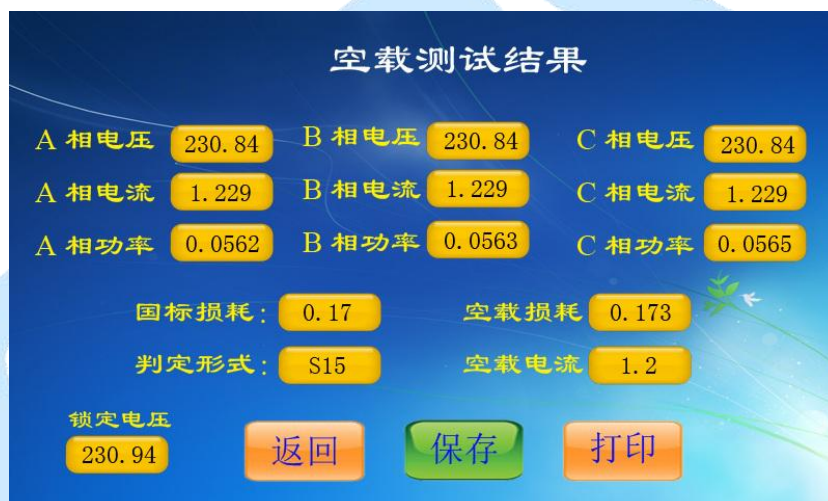 空载测试结果
A 相电压 230.84 B 相电压 230.84 C 相电压 230.84
A 相电流 1.229 B 相电流 1.229 C 相电流 1.229
A 相功率 0.0562 B 相功率 0.0563 C 相功率 0.0565
国标损耗: 0.17 空载损耗 0.173
判定形式: S15 空载电流 1.2
锁定电压
230.94 返回 保存 打印